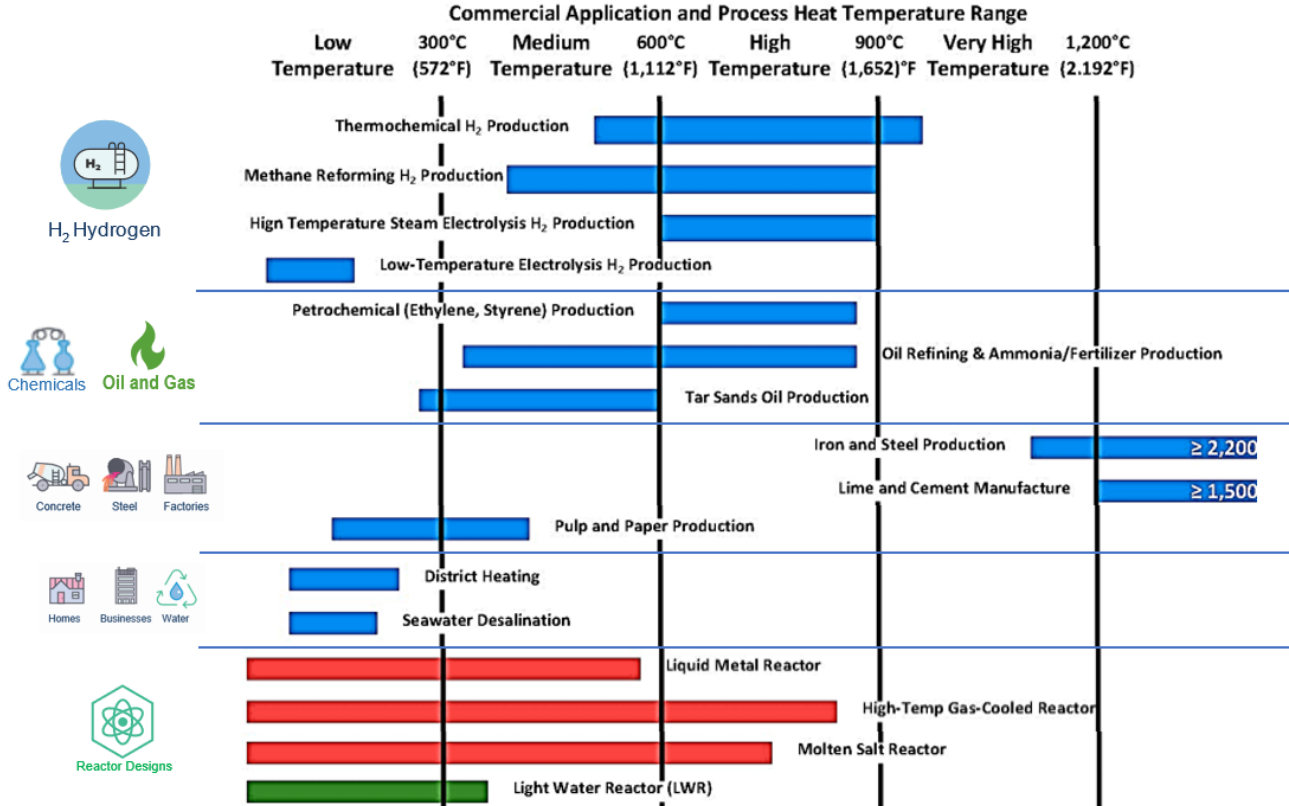 Commercial Application and Process Heat Temperature Range
Low Temperature
300°C (572°F)
Medium Temperature
600°C (1,112°F)
High Temperature
900°C (1,652)°F
Very High Temperature
1,200°C (2.192°F)
H₂
H₂ Hydrogen
Thermochemical H₂ Production
Methane Reforming H₂ Production
Hign Temperature Steam Electrolysis H₂ Production
Low-Temperature Electrolysis H₂ Production
Chemicals
Oil and Gas
Petrochemical (Ethylene, Styrene) Production
Oil Refining & Ammonia/Fertilizer Production
Tar Sands Oil Production
Concrete
Steel
Factories
Iron and Steel Production
≥ 2,200
Lime and Cement Manufacture
≥ 1,500
Pulp and Paper Production
Homes
Businesses
Water
District Heating
Seawater Desalination
Reactor Designs
Liquid Metal Reactor
High-Temp Gas-Cooled Reactor
Molten Salt Reactor
Light Water Reactor (LWR)